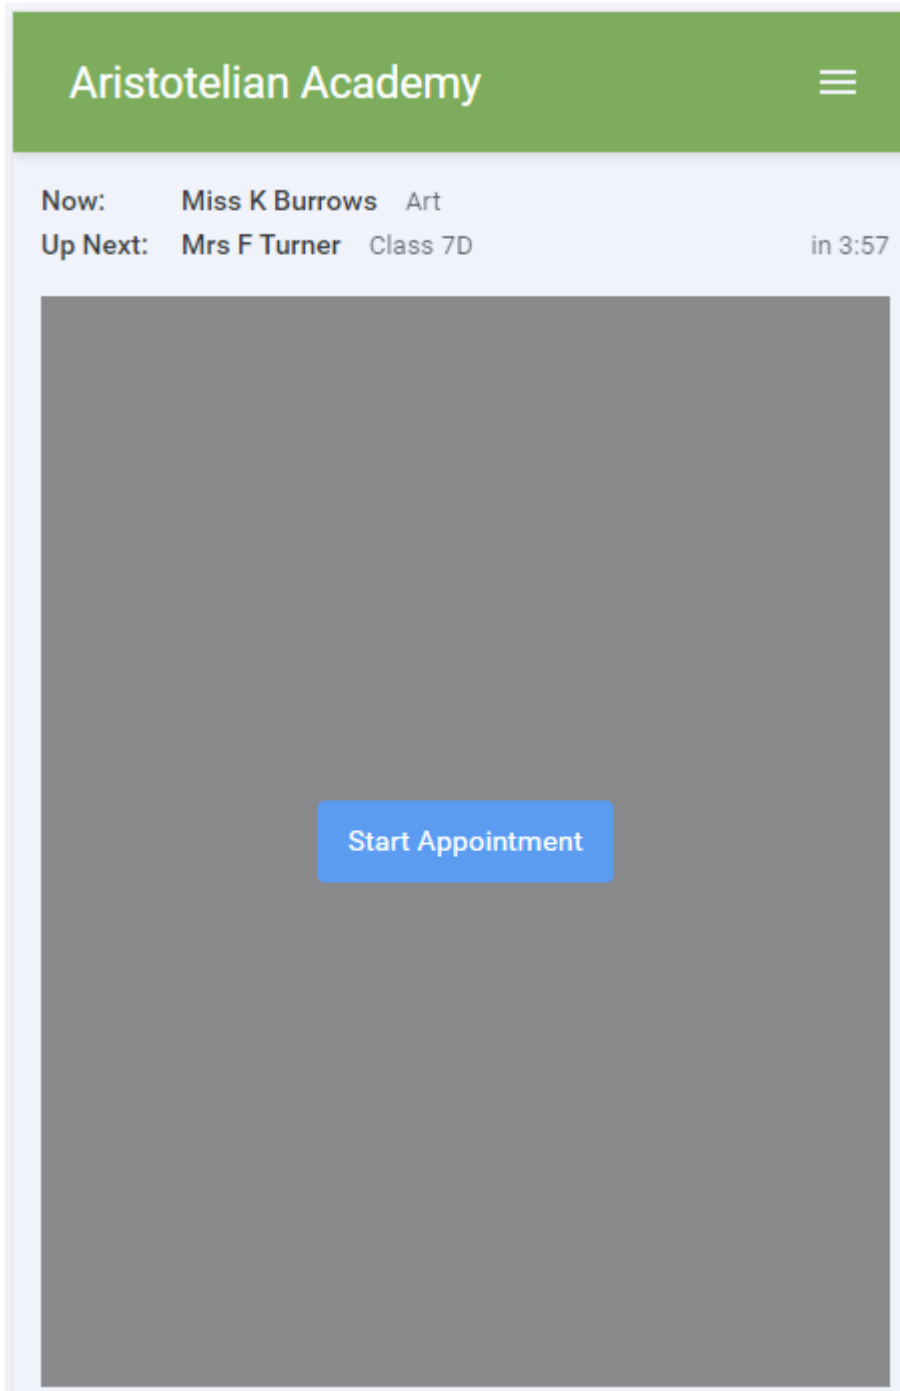 Aristotelian Academy
Now: Miss K Burrows Art
Up Next: Mrs F Turner Class 7D in 3:57
Start Appointment